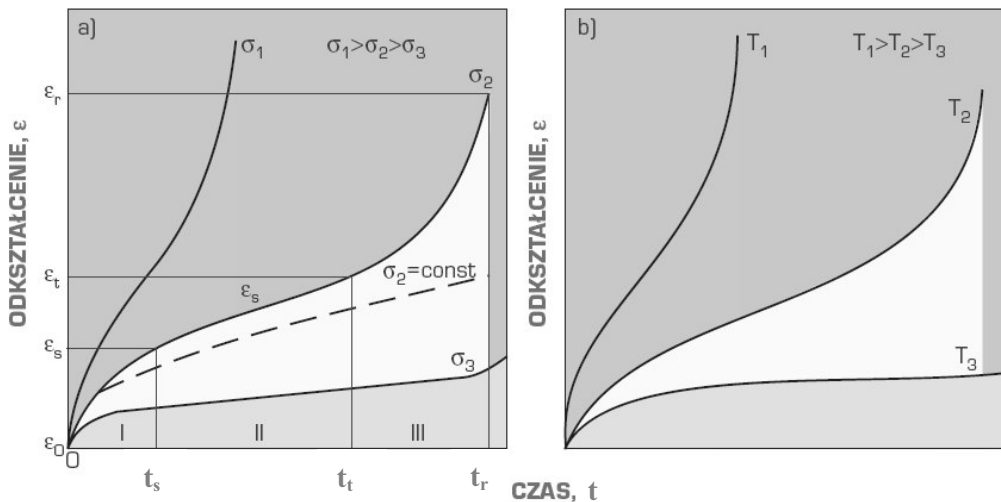 a)
σ₁
σ₁>σ₂>σ₃
σ₂
εᵣ
εₜ
σ₂=const
εₛ
εₛ
σ₃
ε₀
I II III
0
tₛ tₜ tᵣ
ODKSZTAŁCENIE, ε
b)
T₁
T₁>T₂>T₃
T₂
T₃
ODKSZTAŁCENIE, ε
CZAS, t